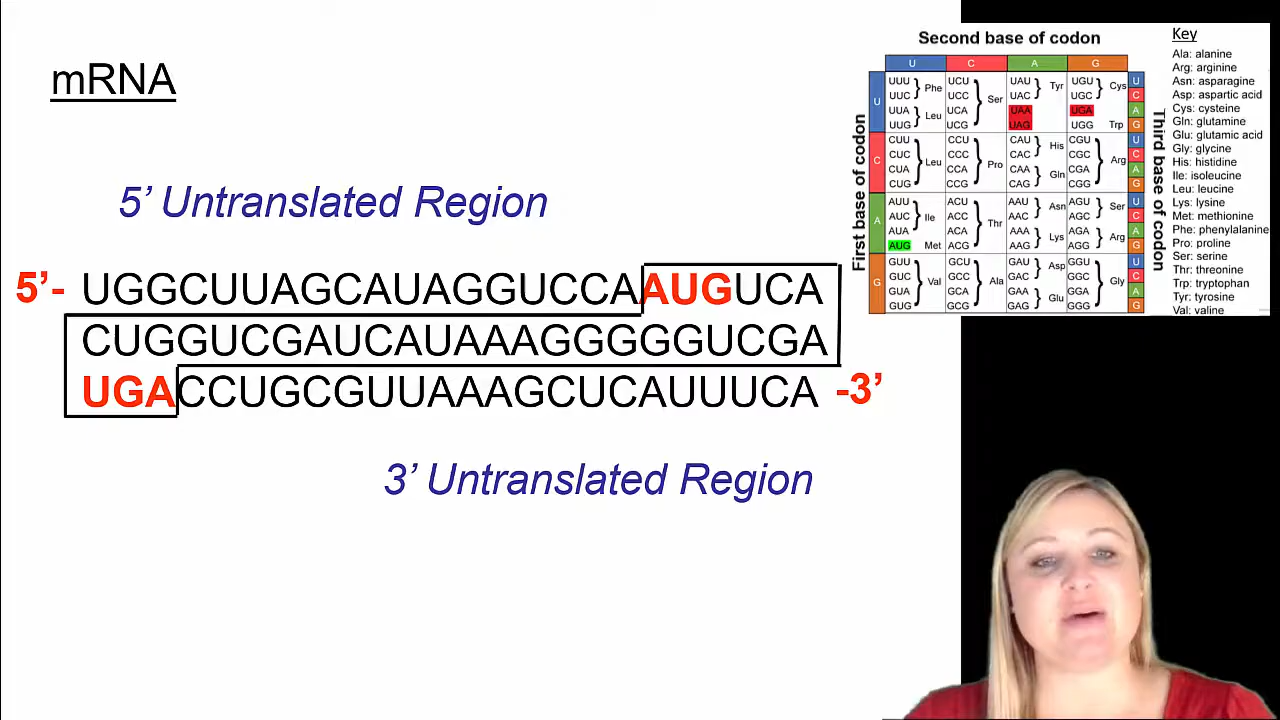 mRNA
5’ Untranslated Region
5’- UGGCUUAGCAUAGGUCCAAUGUCA
CUGGUCGAUCAUAAAGGGGGUCGA
UGACCUGCGUUAAAGCUCAUUUCA -3’
3’ Untranslated Region
Second base of codon
U C A G
First base of codon
Third base of codon
U
UUU UCU UAU UGU U
UUC Phe UCC UAC Tyr UGC Cys C
UUA UCA Ser UAA UGA A
UUG Leu UCG UAG UGG Trp G
C
CUU CCU CAU CGU U
CUC CCC CAC His CGC C
CUA Leu CCA Pro CAA CGA Arg A
CUG CCG CAG Gln CGG G
A
AUU ACU AAU AGU U
AUC Ile ACC AAC Asn AGC Ser C
AUA ACA Thr AAA AGA A
AUG Met ACG AAG Lys AGG Arg G
G
GUU GCU GAU GGU U
GUC GCC GAC Asp GGC C
GUA Val GCA Ala GAA GGA Gly A
GUG GCG GAG Glu GGG G
Key
Ala: alanine
Arg: arginine
Asn: asparagine
Asp: aspartic acid
Cys: cysteine
Gln: glutamine
Glu: glutamic acid
Gly: glycine
His: histidine
Ile: isoleucine
Leu: leucine
Lys: lysine
Met: methionine
Phe: phenylalanine
Pro: proline
Ser: serine
Thr: threonine
Trp: tryptophan
Tyr: tyrosine
Val: valine